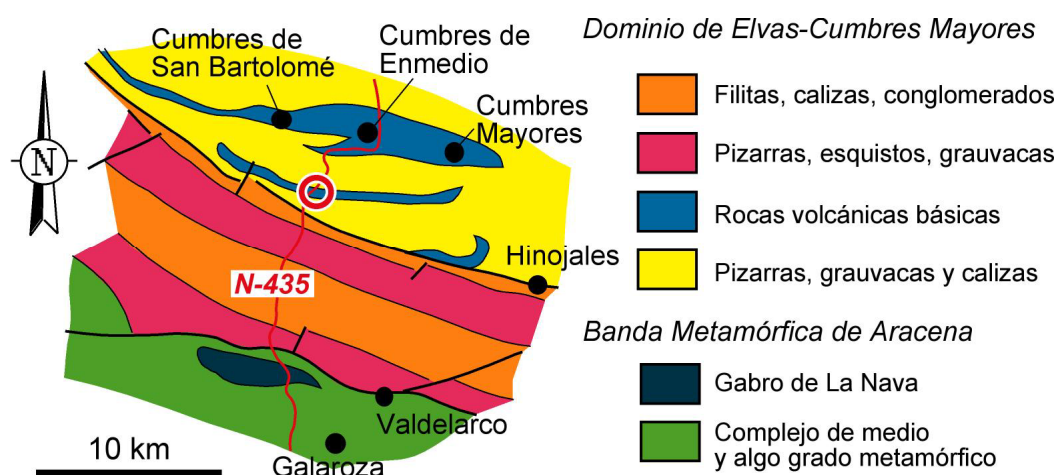 Cumbres de
San Bartolomé
Cumbres de
Enmedio
Cumbres
Mayores
N
Hinojales
N-435
Valdelarco
Galaroza
10 km
Dominio de Elvas-Cumbres Mayores
Filitas, calizas, conglomerados
Pizarras, esquistos, grauvacas
Rocas volcánicas básicas
Pizarras, grauvacas y calizas
Banda Metamórfica de Aracena
Gabro de La Nava
Complejo de medio
y algo grado metamórfico